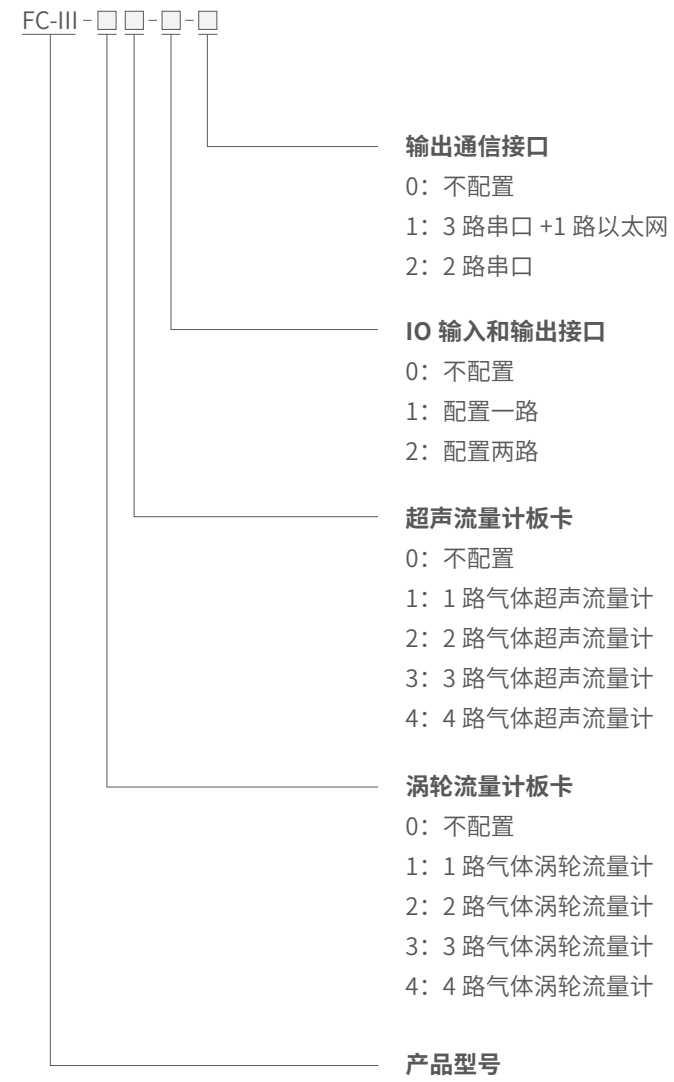 FC-III-□□-□-□
输出通信接口
0：不配置
1：3 路串口 +1 路以太网
2：2 路串口
IO 输入和输出接口
0：不配置
1：配置一路
2：配置两路
超声流量计板卡
0：不配置
1：1 路气体超声流量计
2：2 路气体超声流量计
3：3 路气体超声流量计
4：4 路气体超声流量计
涡轮流量计板卡
0：不配置
1：1 路气体涡轮流量计
2：2 路气体涡轮流量计
3：3 路气体涡轮流量计
4：4 路气体涡轮流量计
产品型号